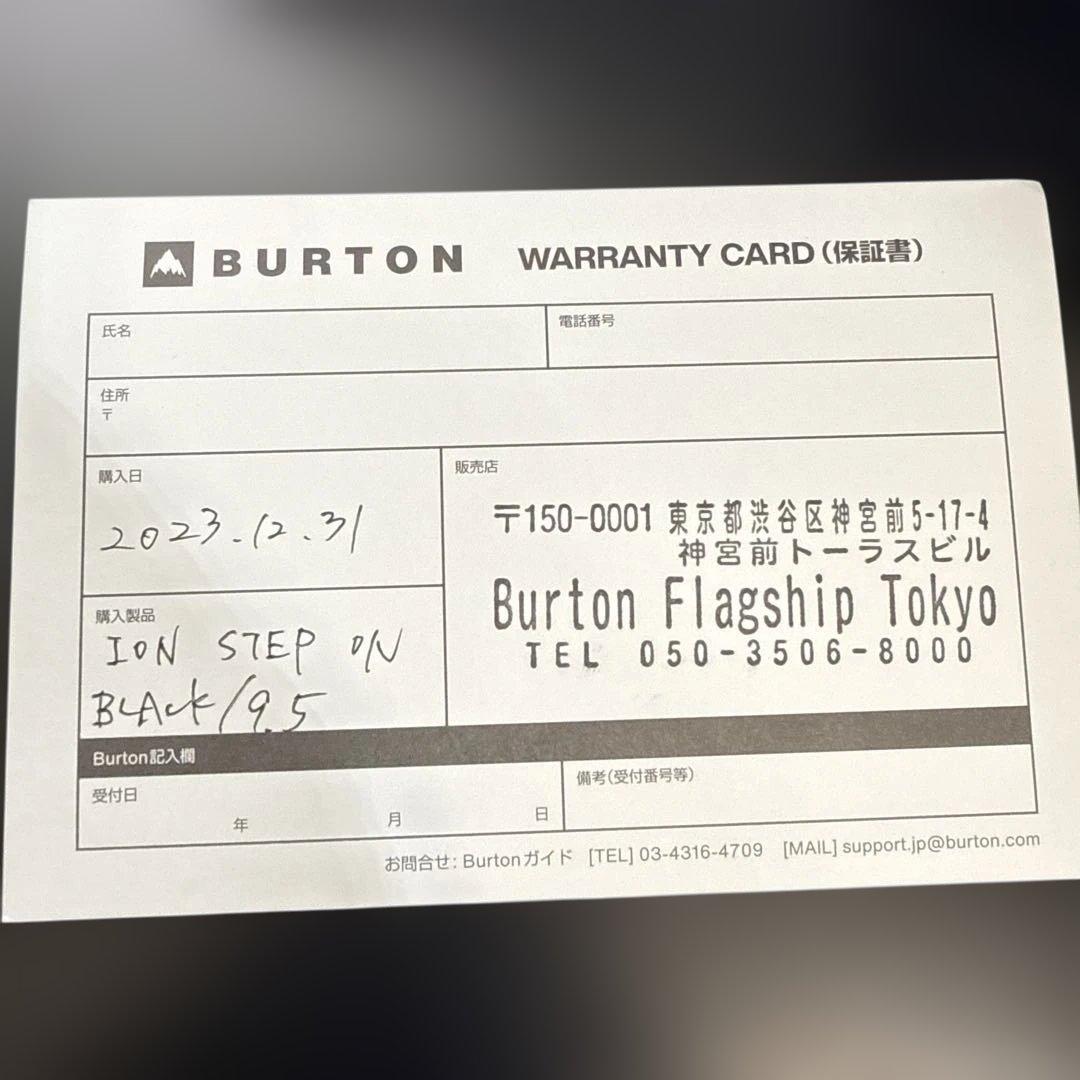 BURTON WARRANTY CARD(保証書)
氏名
電話番号
住所
〒
購入日
2023.12.31
販売店
〒150-0001 東京都渋谷区神宮前5-17-4
神宮前トーラスビル
Burton Flagship Tokyo
TEL 050-3506-8000
購入製品
ION STEP ON
BLACK/9.5
Burton記入欄
受付日
年 月 日
備考(受付番号等)
お問合せ: Burtonガイド [TEL] 03-4316-4709 [MAIL] support.jp@burton.com